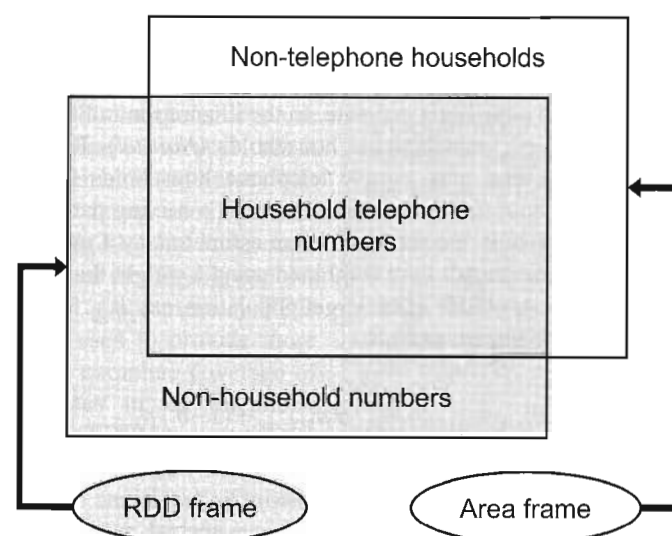 Non-telephone households
Household telephone
numbers
Non-household numbers
RDD frame
Area frame